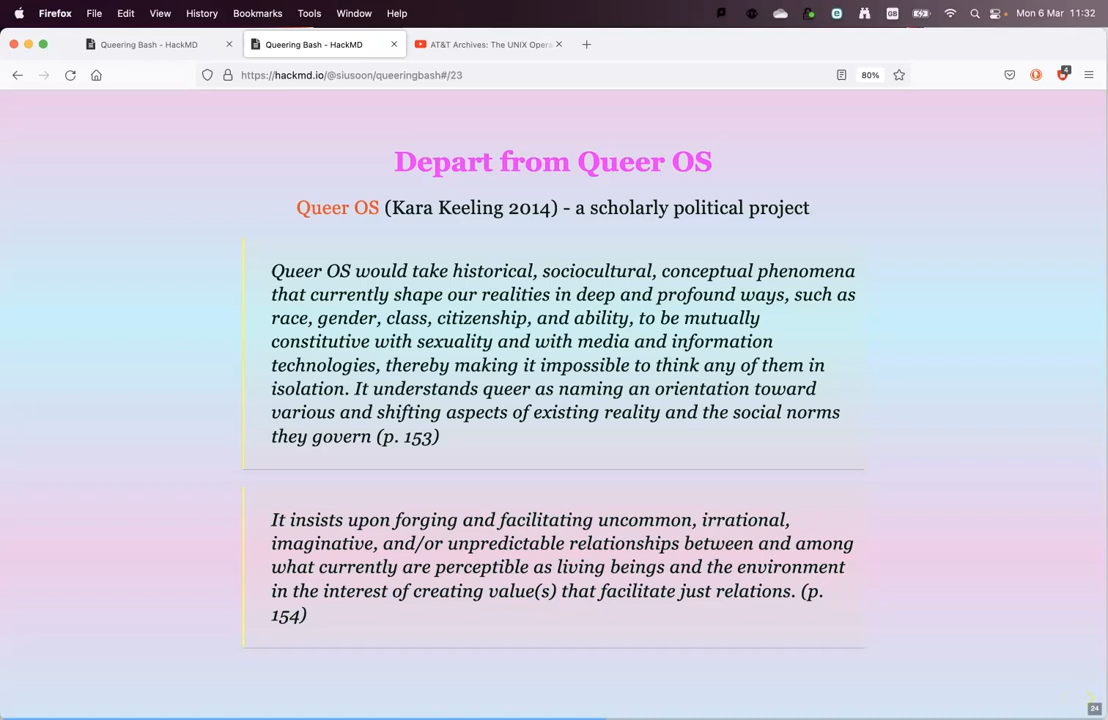 Firefox File Edit View History Bookmarks Tools Window Help GB Mon 6 Mar 11:32
Queering Bash - HackMD Queering Bash - HackMD AT&T Archives: The UNIX Opera
https://hackmd.io/@siusoon/queeringbash#/23 80% 4
Depart from Queer OS
Queer OS (Kara Keeling 2014) - a scholarly political project
Queer OS would take historical, sociocultural, conceptual phenomena
that currently shape our realities in deep and profound ways, such as
race, gender, class, citizenship, and ability, to be mutually
constitutive with sexuality and with media and information
technologies, thereby making it impossible to think any of them in
isolation. It understands queer as naming an orientation toward
various and shifting aspects of existing reality and the social norms
they govern (p. 153)
It insists upon forging and facilitating uncommon, irrational,
imaginative, and/or unpredictable relationships between and among
what currently are perceptible as living beings and the environment
in the interest of creating value(s) that facilitate just relations. (p.
154)
24